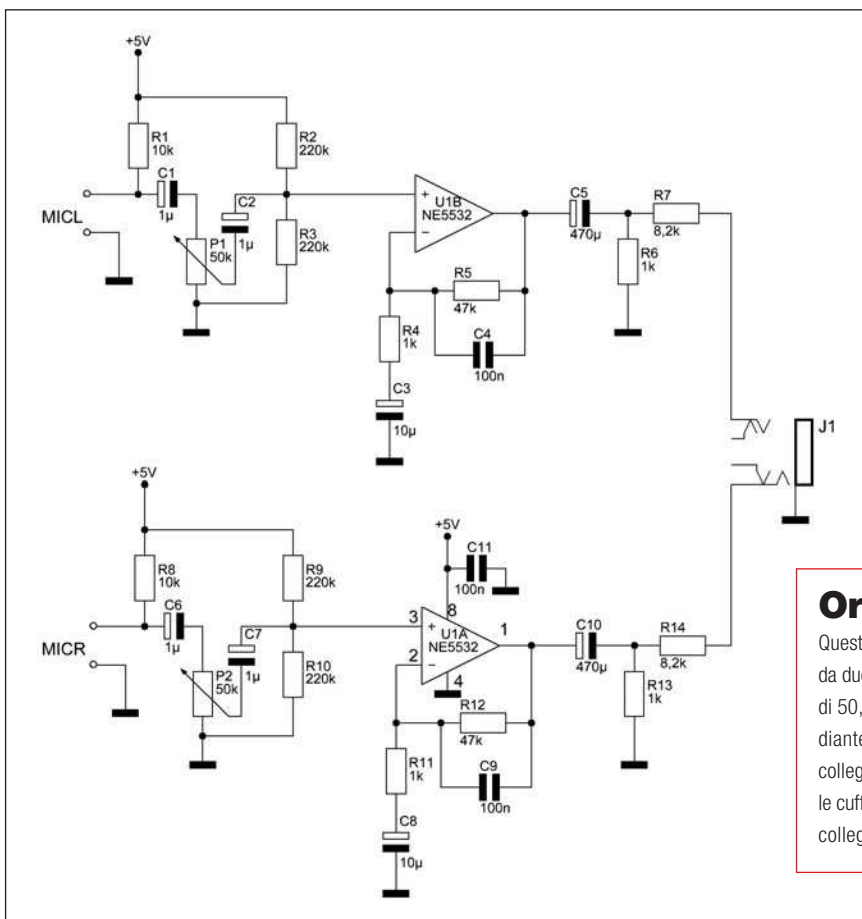 +5V
R1
10k
R2
220k
C1
1µ
C2
1µ
MICL
P1
50k
R3
220k
+
U1B
NE5532
−
C5
470µ
R7
8,2k
R6
1k
R5
47k
R4
1k
C4
100n
C3
10µ
J1
+5V
R8
10k
R9
220k
C6
1µ
C7
1µ
MICR
P2
50k
R10
220k
+5V
C11
100n
8
3
+
U1A
NE5532
1
2
−
4
C10
470µ
R14
8,2k
R13
1k
R12
47k
R11
1k
C9
100n
C8
10µ
Or
Quest
da du
di 50,
diante
colleg
le cuff
colleg